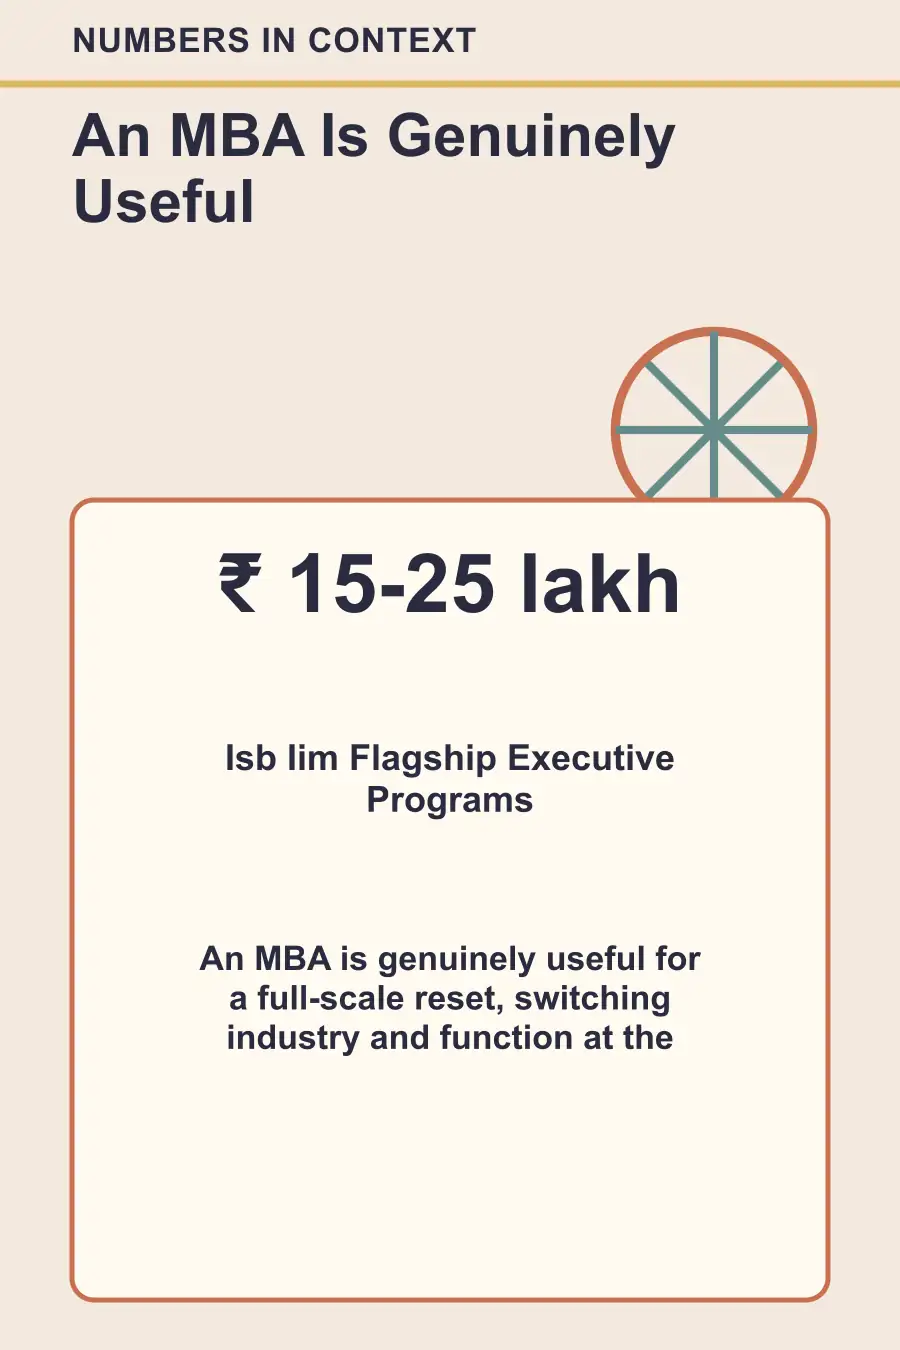 NUMBERS IN CONTEXT
An MBA Is Genuinely
Useful
₹ 15-25 lakh
Isb Iim Flagship Executive
Programs
An MBA is genuinely useful for
a full-scale reset, switching
industry and function at the